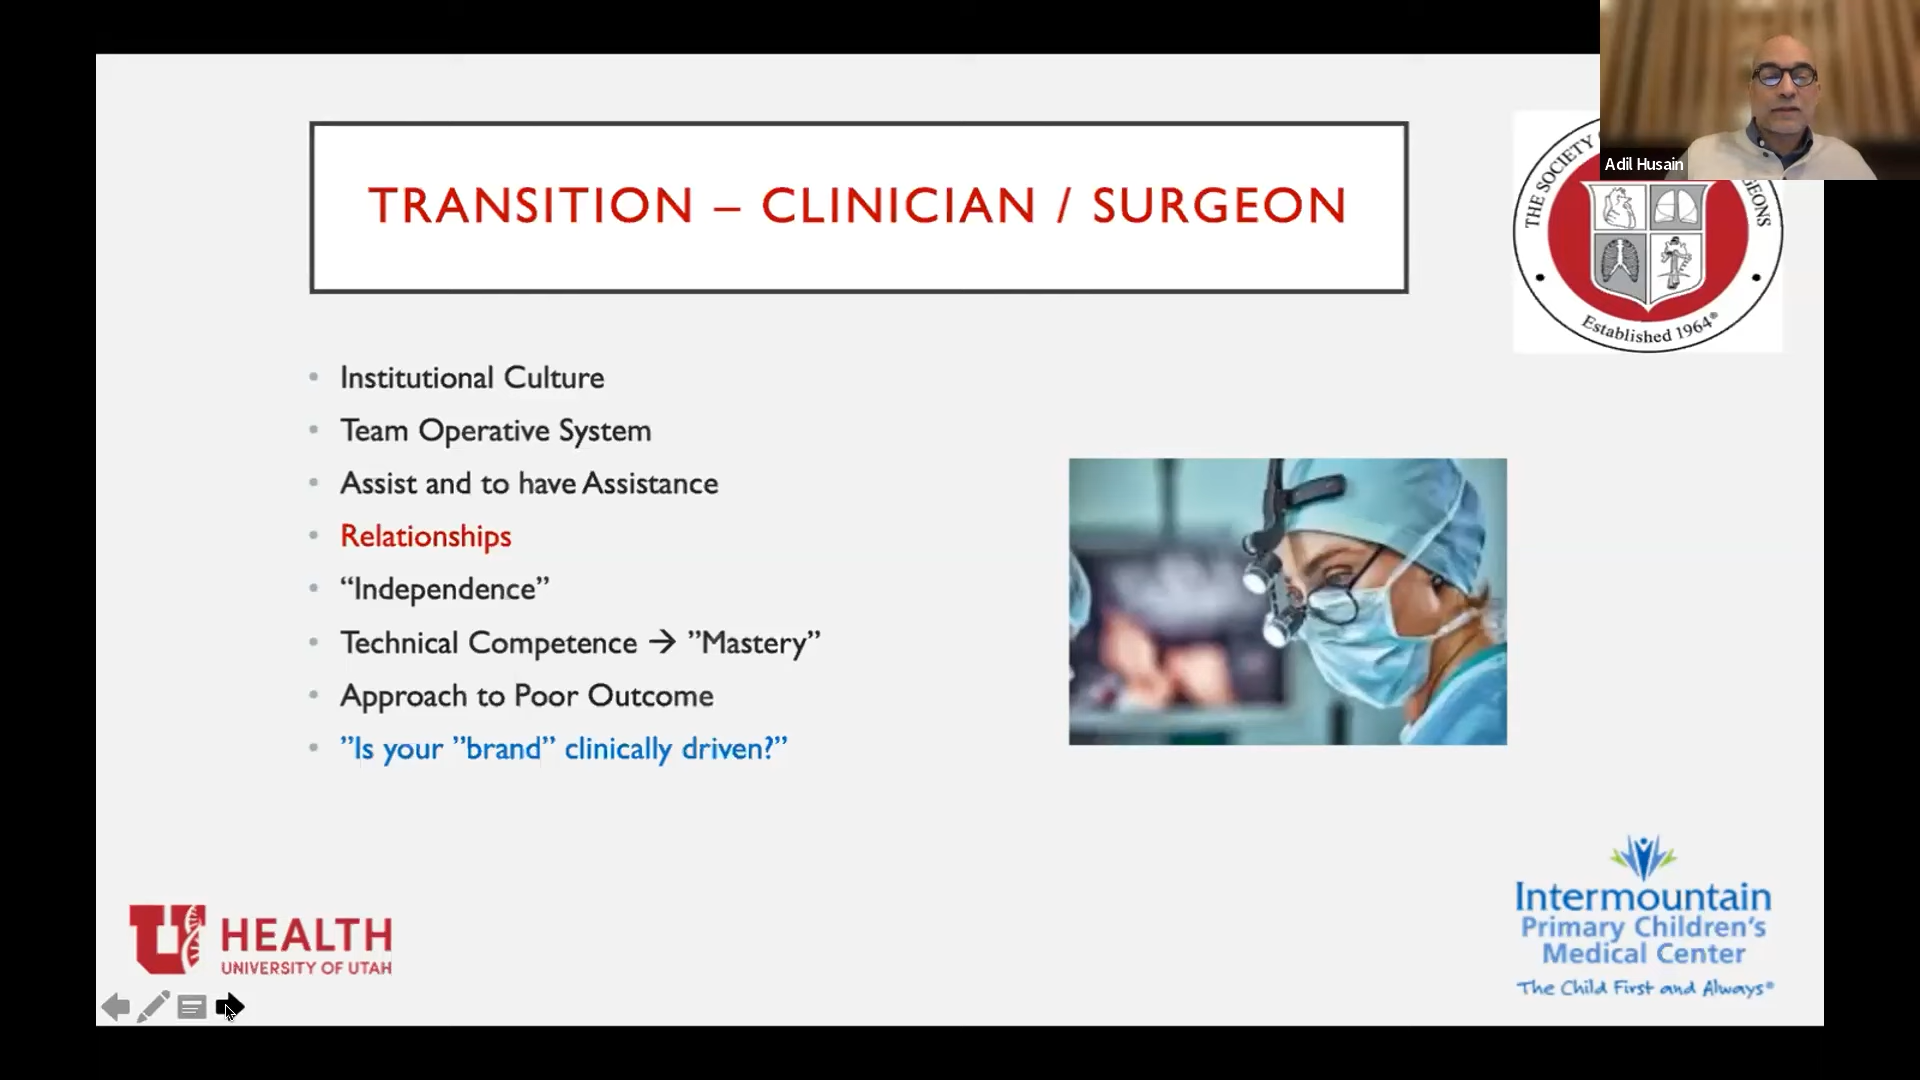 Adil Husain
TRANSITION – CLINICIAN / SURGEON
THE SOCIETY
GEONS
Established 1964®
Institutional Culture
Team Operative System
Assist and to have Assistance
Relationships
“Independence”
Technical Competence → ”Mastery”
Approach to Poor Outcome
”Is your ”brand” clinically driven?”
U HEALTH
UNIVERSITY OF UTAH
Intermountain
Primary Children's
Medical Center
The Child First and Always®